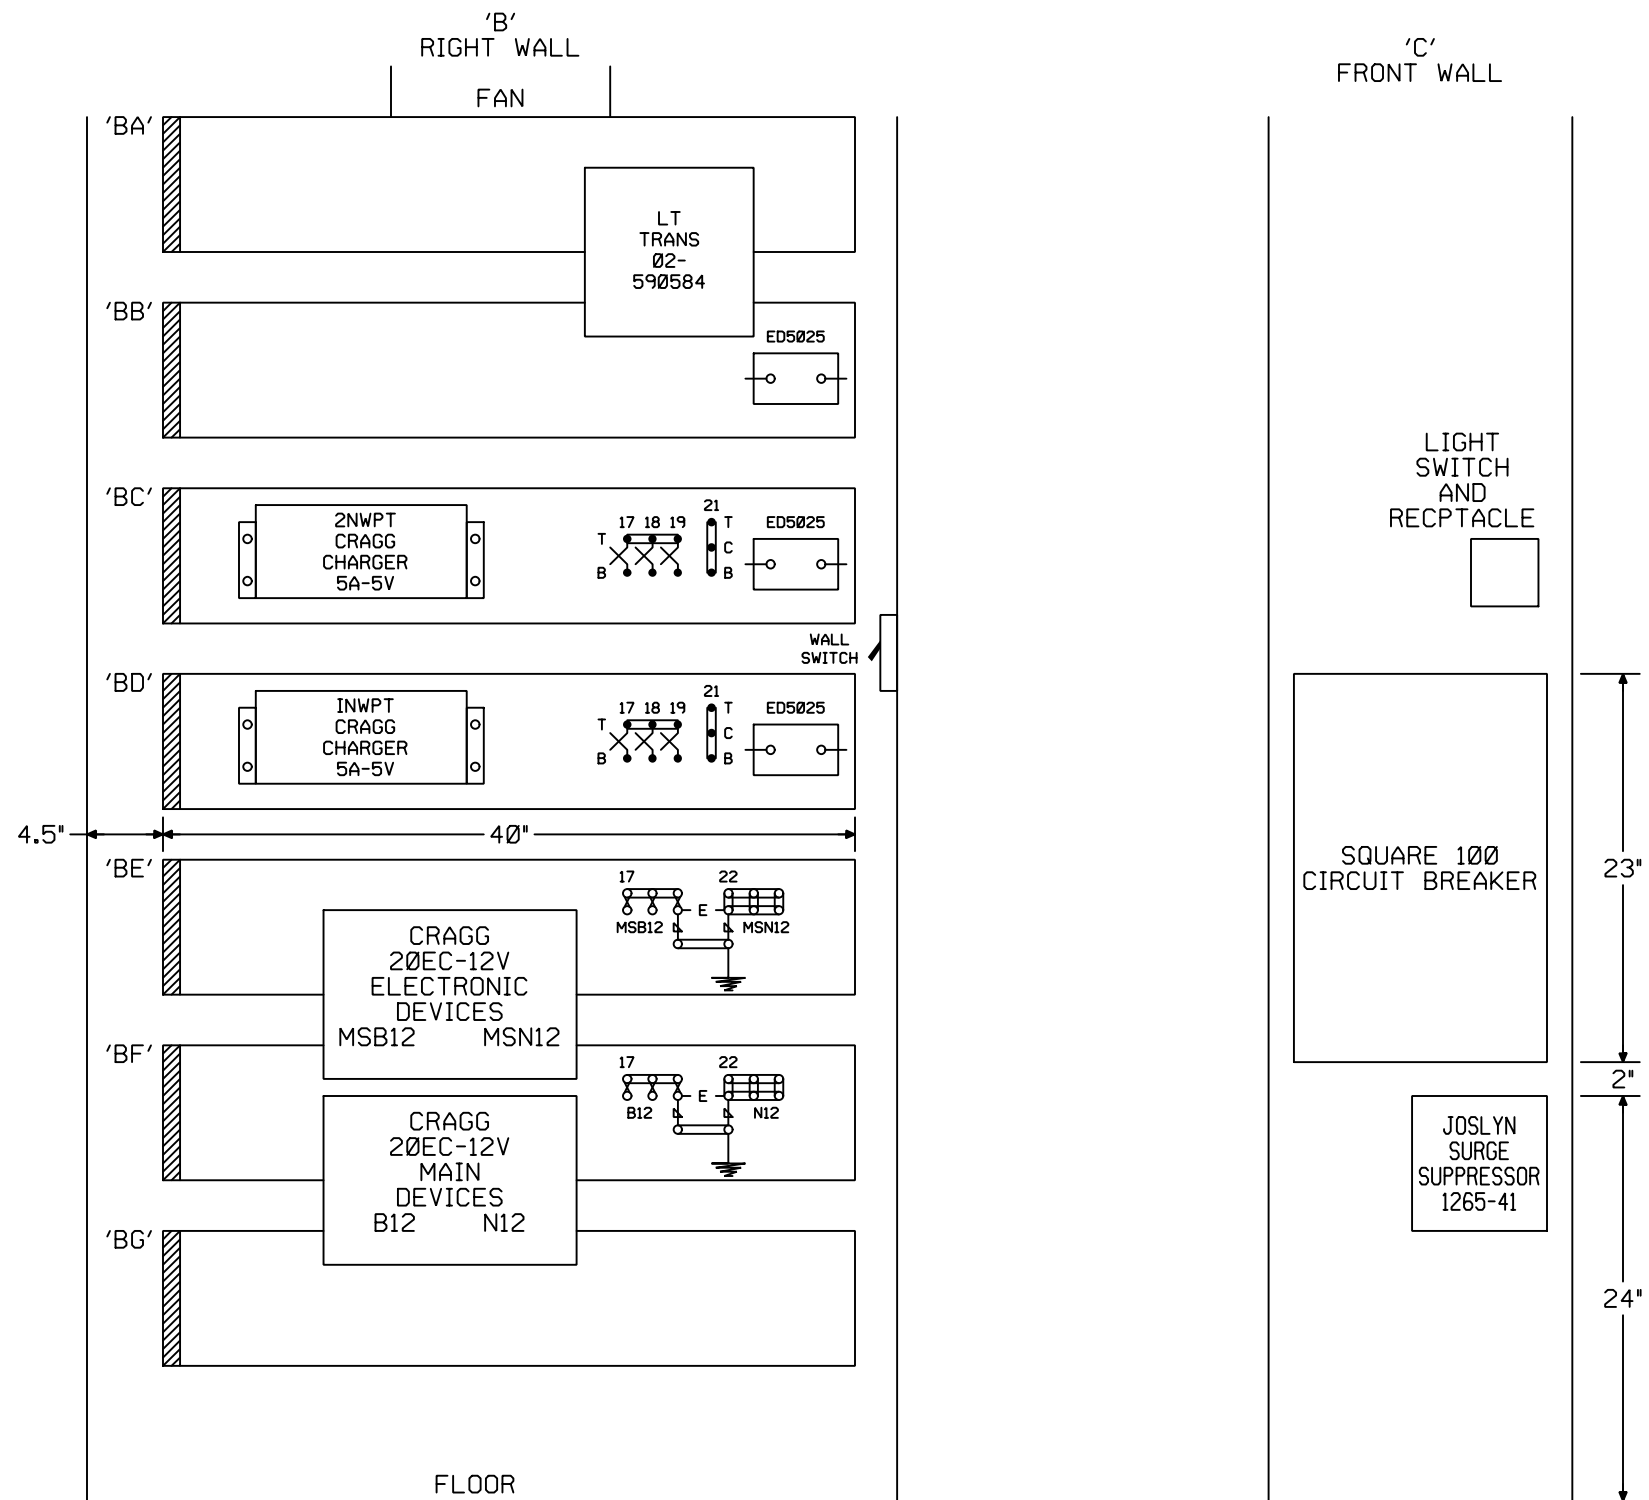 'B'
RIGHT WALL
FAN
'BA'
LT
TRANS
02-
590584
'BB'
ED5025
'BC'
2NWPT
CRAGG
CHARGER
5A-5V
17 18 19
T
B
21
T
C
B
ED5025
WALL
SWITCH
'BD'
INWPT
CRAGG
CHARGER
5A-5V
17 18 19
T
B
21
T
C
B
ED5025
4.5"
40"
'BE'
17
22
E
MSB12
MSN12
CRAGG
20EC-12V
ELECTRONIC
DEVICES
MSB12 MSN12
'BF'
17
22
E
B12
N12
CRAGG
20EC-12V
MAIN
DEVICES
B12 N12
'BG'
FLOOR
'C'
FRONT WALL
LIGHT
SWITCH
AND
RECPTACLE
SQUARE 100
CIRCUIT BREAKER
23"
2"
JOSLYN
SURGE
SUPPRESSOR
1265-41
24"